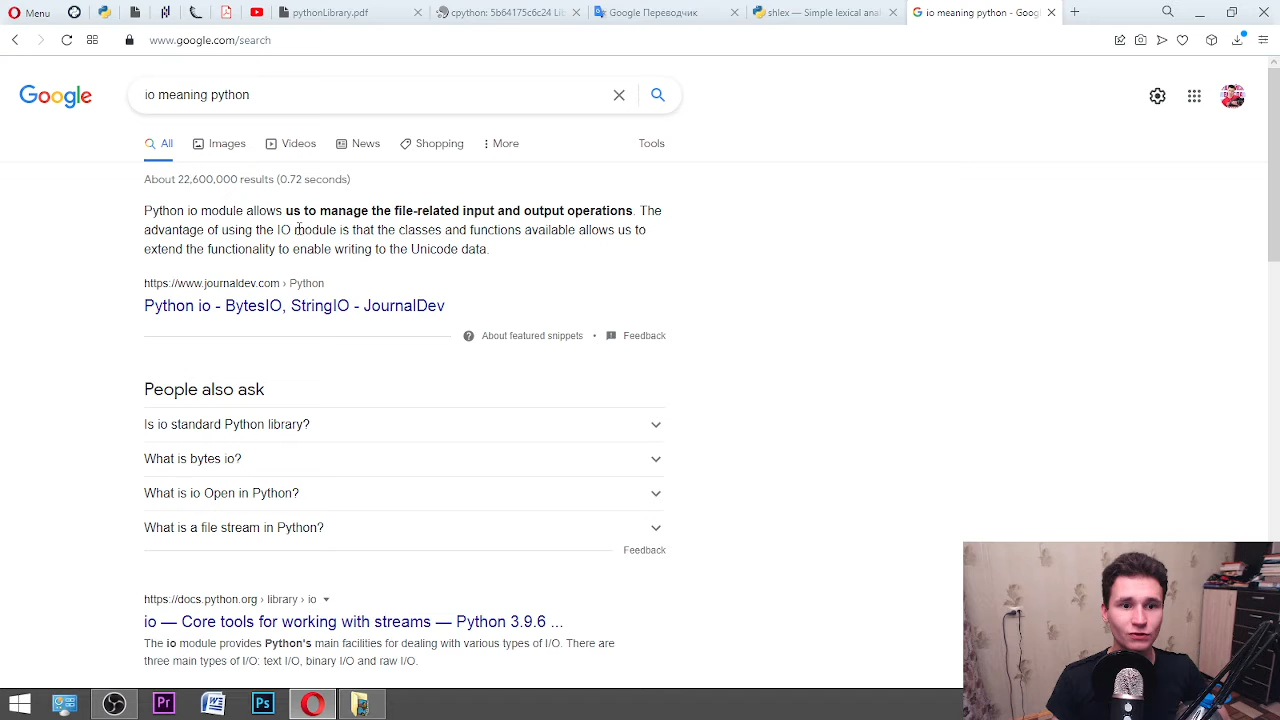 Menu
pythonLibrary.pdf
cpython: 5b64175c6c24 Lib
Google Переводчик
shlex — Simple lexical anal
io meaning python - Goog
www.google.com/search
Google
io meaning python
All
Images
Videos
News
Shopping
More
Tools
About 22,600,000 results (0.72 seconds)
Python io module allows us to manage the file-related input and output operations. The
advantage of using the IO module is that the classes and functions available allows us to
extend the functionality to enable writing to the Unicode data.
https://www.journaldev.com › Python
Python io - BytesIO, StringIO - JournalDev
About featured snippets • Feedback
People also ask
Is io standard Python library?
What is bytes io?
What is io Open in Python?
What is a file stream in Python?
Feedback
https://docs.python.org › library › io
io — Core tools for working with streams — Python 3.9.6 ...
The io module provides Python's main facilities for dealing with various types of I/O. There are
three main types of I/O: text I/O, binary I/O and raw I/O.
Pr
W
Ps